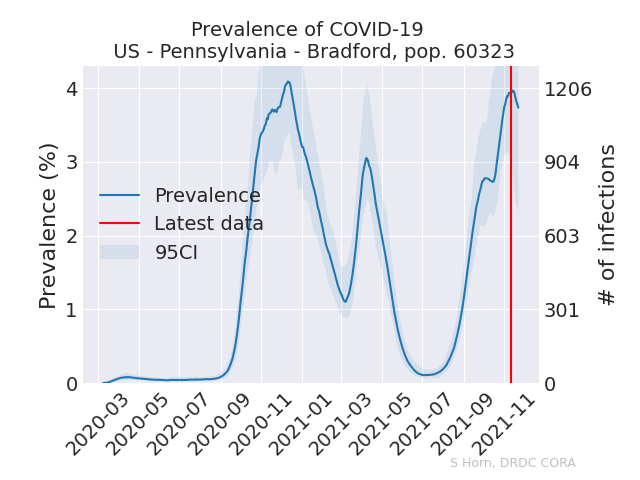 Prevalence of COVID-19
US - Pennsylvania - Bradford, pop. 60323
Prevalence (%)
4
3
2
1
0
1206
904
603
301
0
# of infections
Prevalence
Latest data
95CI
2020-03
2020-05
2020-07
2020-09
2020-11
2021-01
2021-03
2021-05
2021-07
2021-09
2021-11
S Horn, DRDC CORA